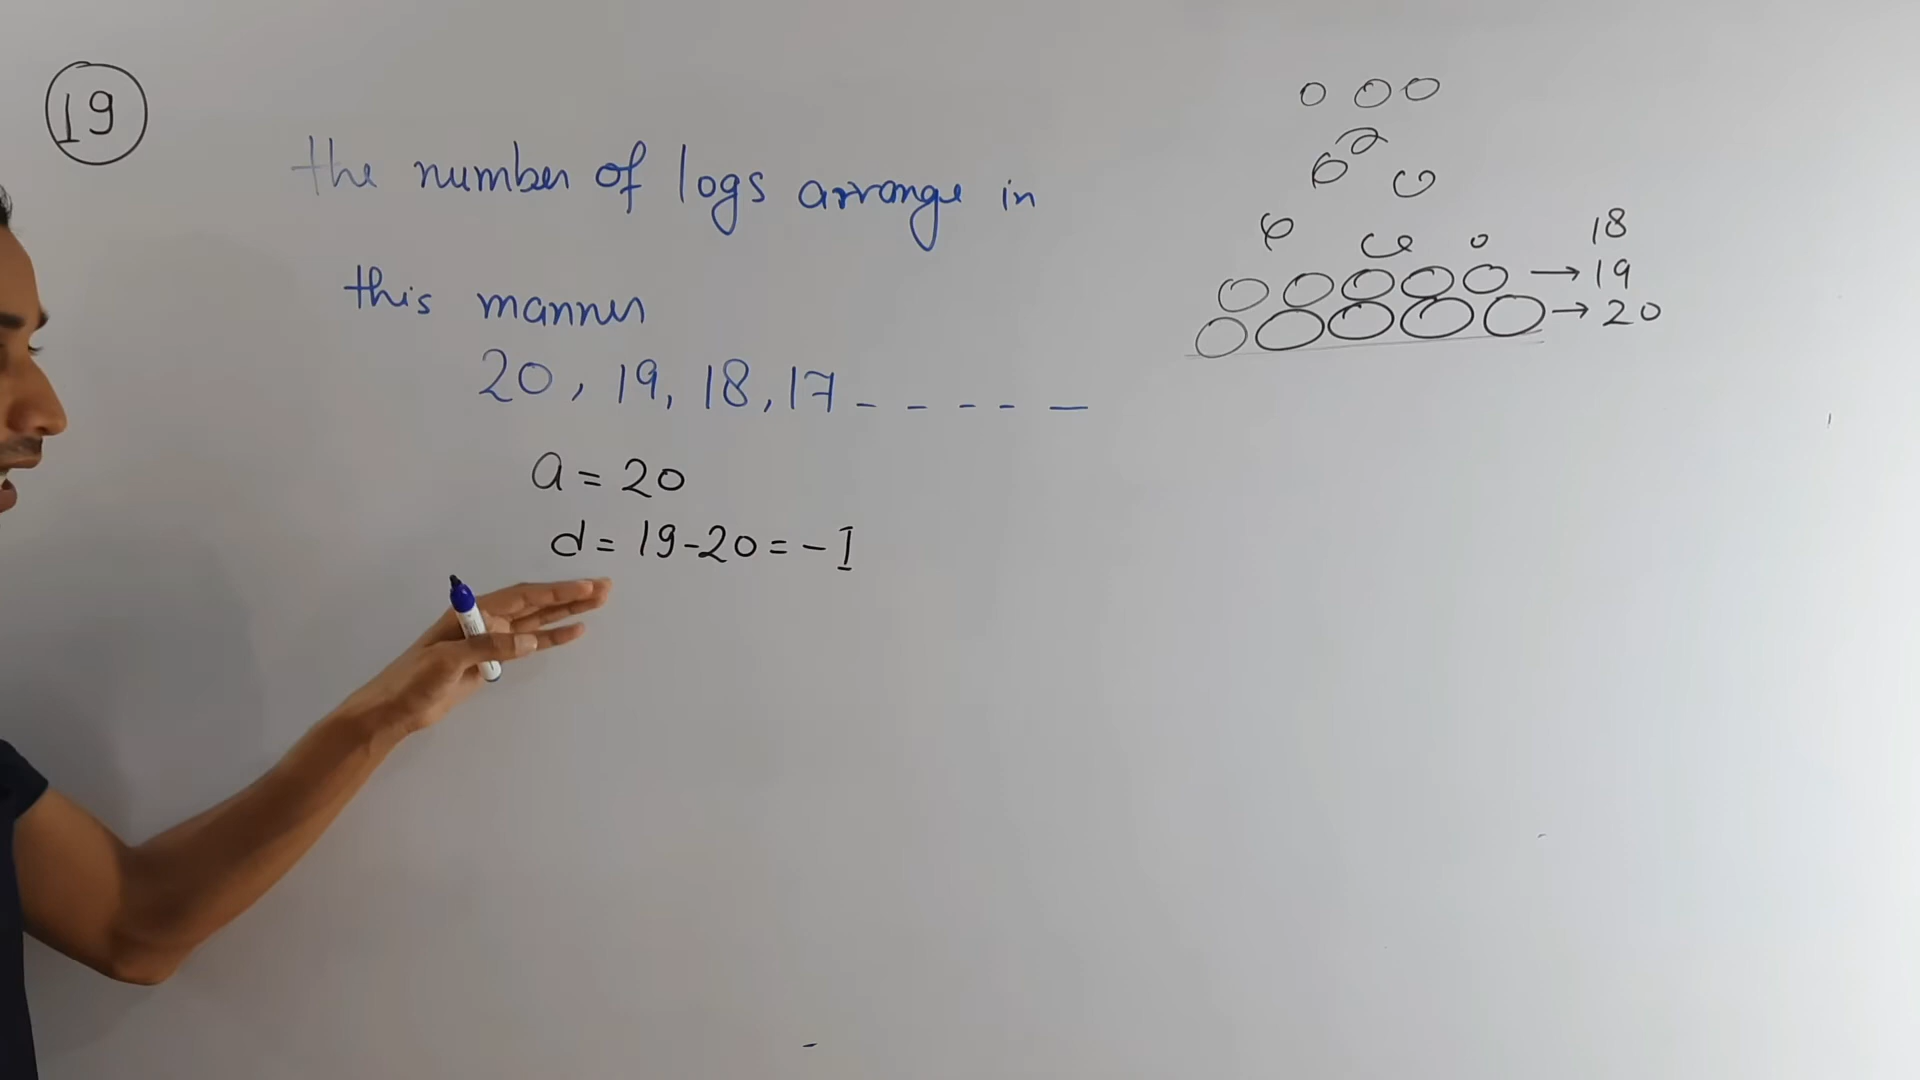 19
the number of logs arrange in
this manner
20, 19, 18, 17 - - - - -
a = 20
d = 19-20 = -1
18
→ 19
→ 20